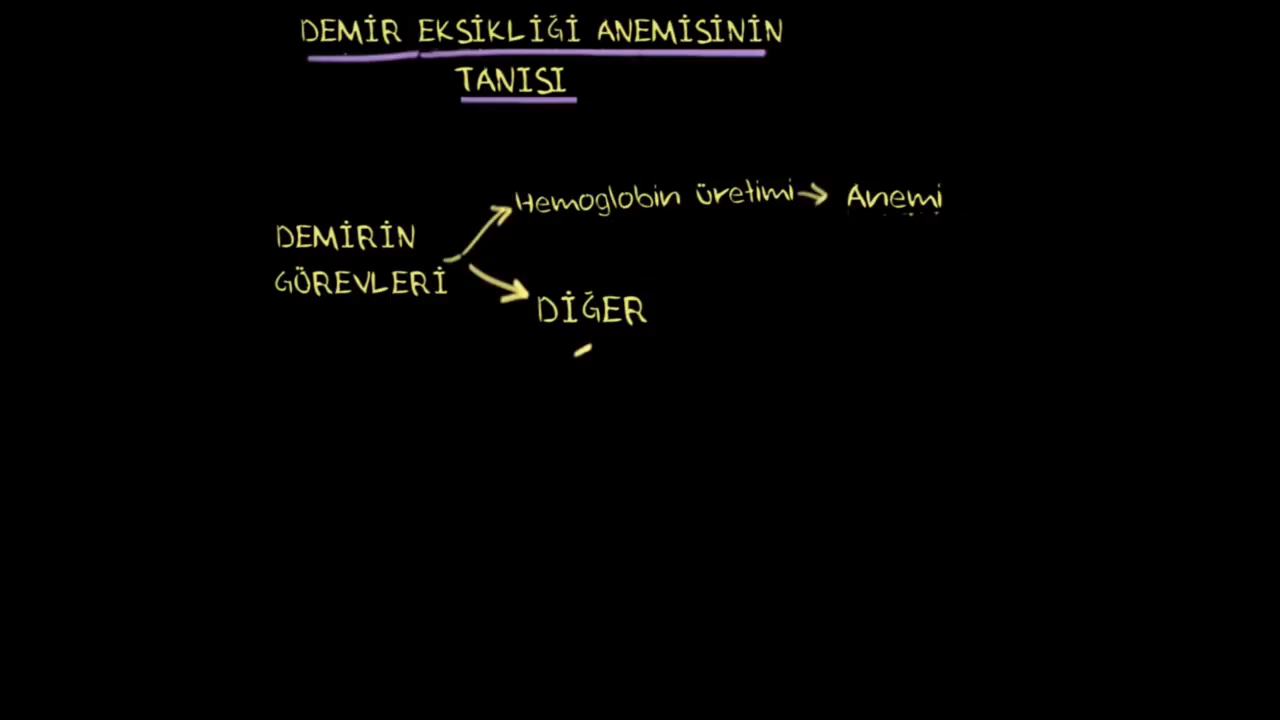 DEMİR EKSİKLİĞİ ANEMİSİNİN
TANISI
Hemoglobin üretimi → Anemi
DEMİRİN
GÖREVLERİ
DİĞER